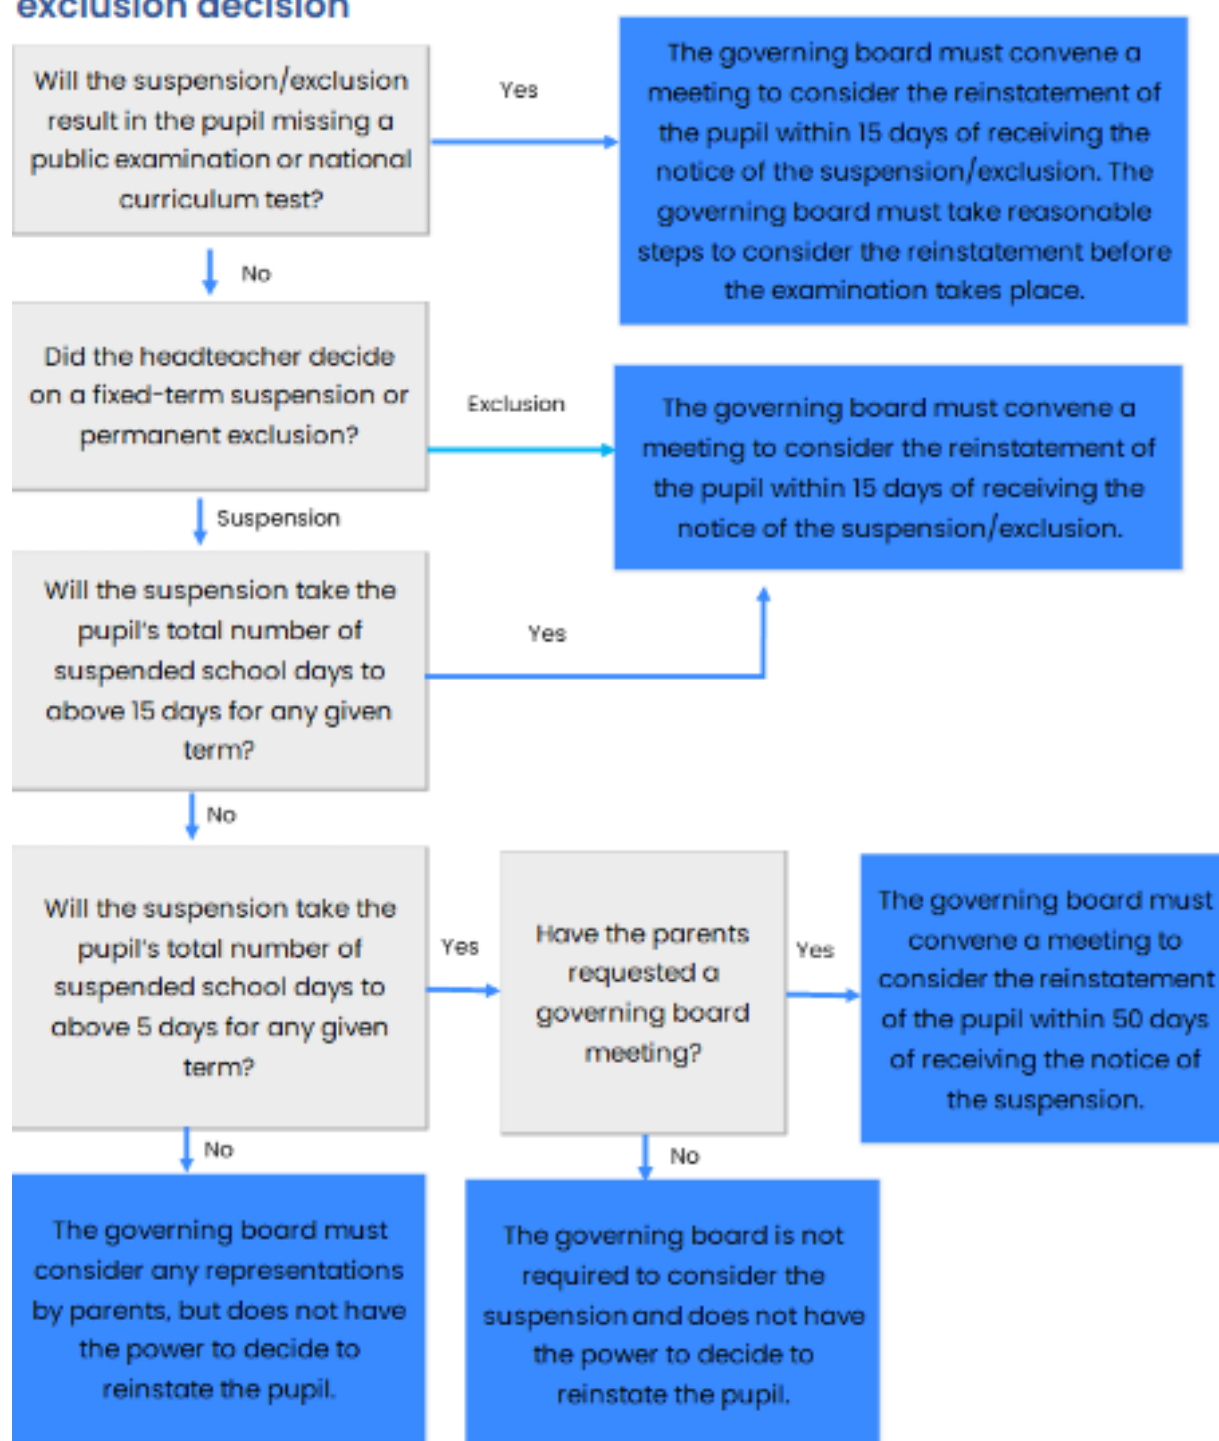 exclusion decision
Will the suspension/exclusion
result in the pupil missing a
public examination or national
curriculum test?
Yes
The governing board must convene a
meeting to consider the reinstatement of
the pupil within 15 days of receiving the
notice of the suspension/exclusion. The
governing board must take reasonable
steps to consider the reinstatement before
the examination takes place.
No
Did the headteacher decide
on a fixed-term suspension or
permanent exclusion?
Exclusion
The governing board must convene a
meeting to consider the reinstatement of
the pupil within 15 days of receiving the
notice of the suspension/exclusion.
Suspension
Will the suspension take the
pupil's total number of
suspended school days to
above 15 days for any given
term?
Yes
No
Will the suspension take the
pupil's total number of
suspended school days to
above 5 days for any given
term?
Yes
Have the parents
requested a
governing board
meeting?
Yes
The governing board must
convene a meeting to
consider the reinstatement
of the pupil within 50 days
of receiving the notice of
the suspension.
No
The governing board must
consider any representations
by parents, but does not have
the power to decide to
reinstate the pupil.
No
The governing board is not
required to consider the
suspension and does not have
the power to decide to
reinstate the pupil.